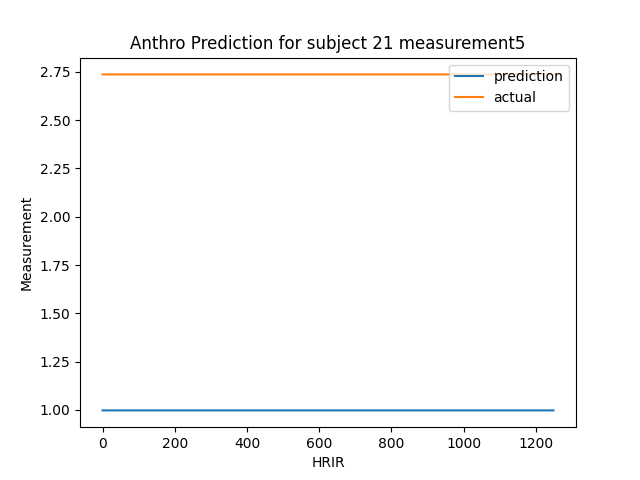 Anthro Prediction for subject 21 measurement5
prediction
actual
2.75
2.50
2.25
2.00
1.75
1.50
1.25
1.00
Measurement
0 200 400 600 800 1000 1200
HRIR